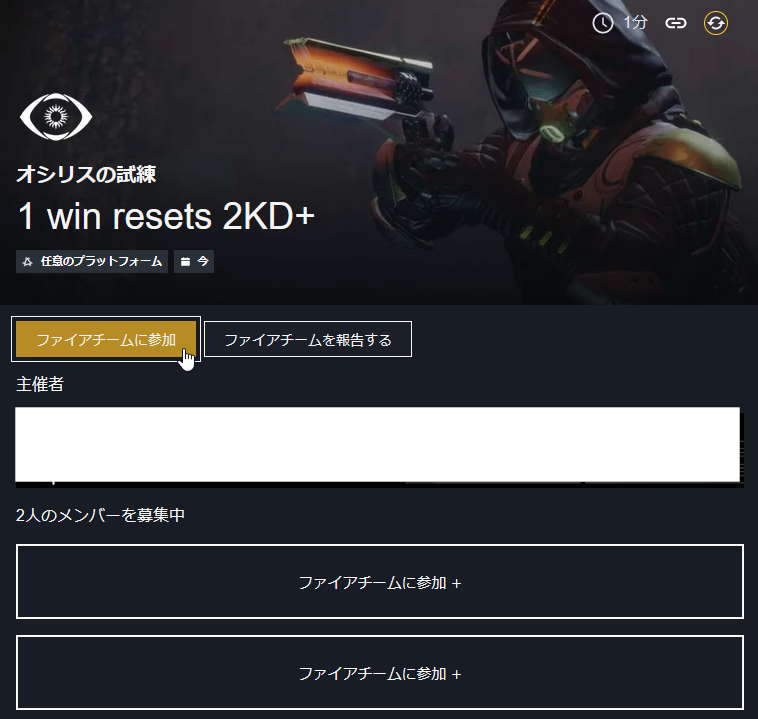 1分
オシリスの試練
1 win resets 2KD+
任意のプラットフォーム 今
ファイアチームに参加 ファイアチームを報告する
主催者
2人のメンバーを募集中
ファイアチームに参加 +
ファイアチームに参加 +